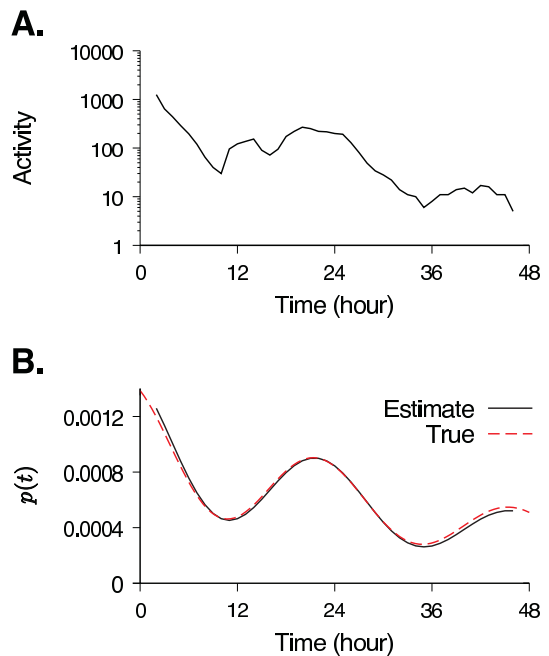 A.
10000
1000
100
10
1
Activity
0 12 24 36 48
Time (hour)
B.
0.0012
0.0008
0.0004
0
p(t)
Estimate
True
0 12 24 36 48
Time (hour)